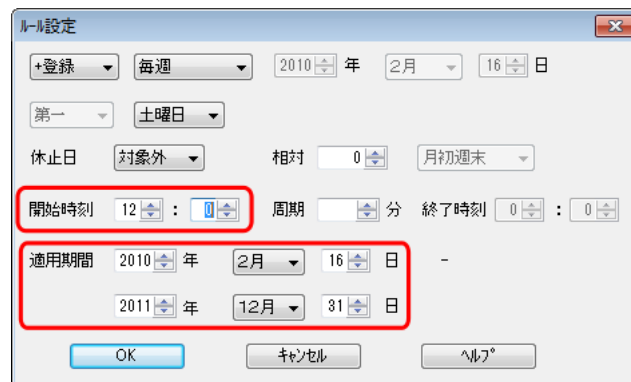 ﾙｰﾙ設定
+登録 毎週 2010 年 2月 16 日
第一 土曜日
休止日 対象外 相対 0 月初週末
開始時刻 12 : 0 周期 分 終了時刻 0 : 0
適用期間 2010 年 2月 16 日 -
2011 年 12月 31 日
OK ｷｬﾝｾﾙ ﾍﾙﾌﾟ